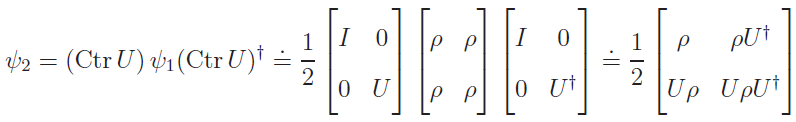 ψ₂ = (Ctr U) ψ₁(Ctr U)† ≐ 1/2 [I 0; 0 U] [ρ ρ; ρ ρ] [I 0; 0 U†] ≐ 1/2 [ρ ρU†; Uρ UρU†]